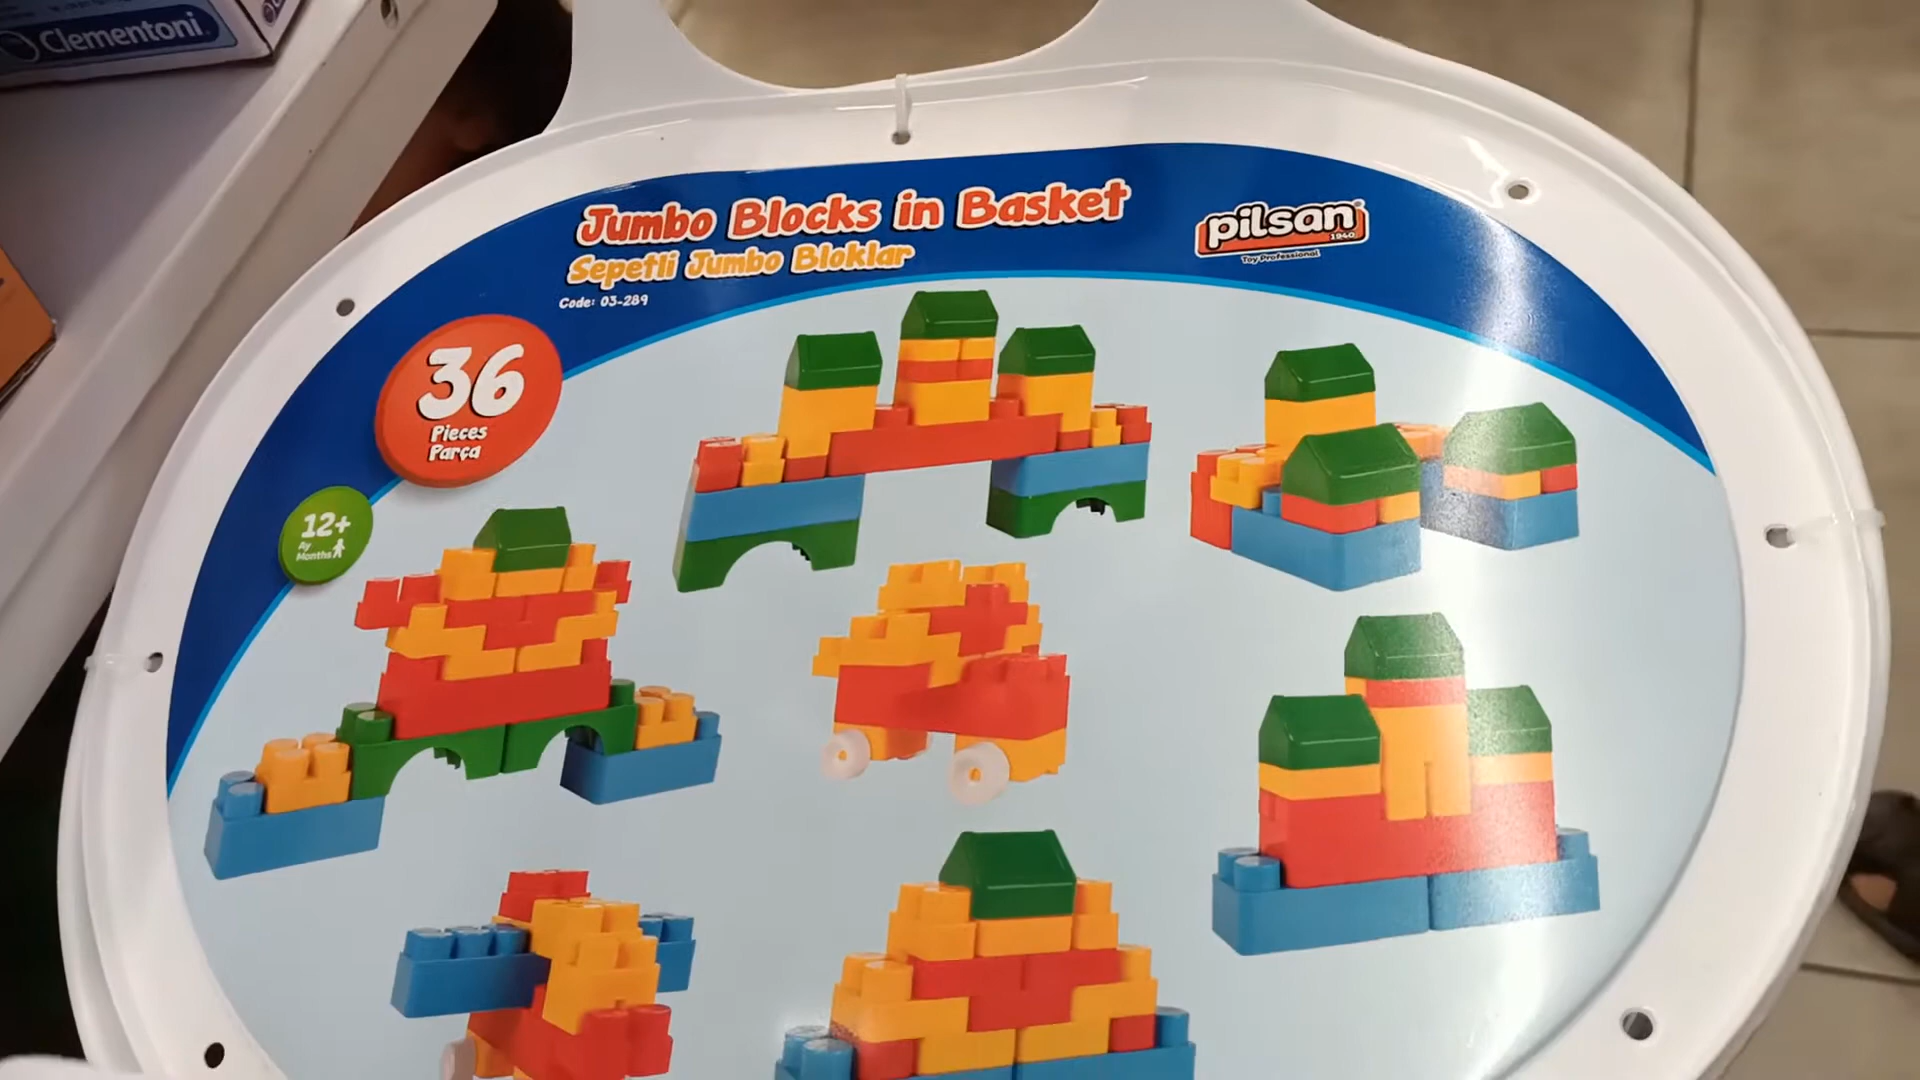 Clementoni
Jumbo Blocks in Basket
Sepetli Jumbo Bloklar
Code: 03-289
pilsan
1940
Toy Professional
36
Pieces
Parça
12+
Ay
Months